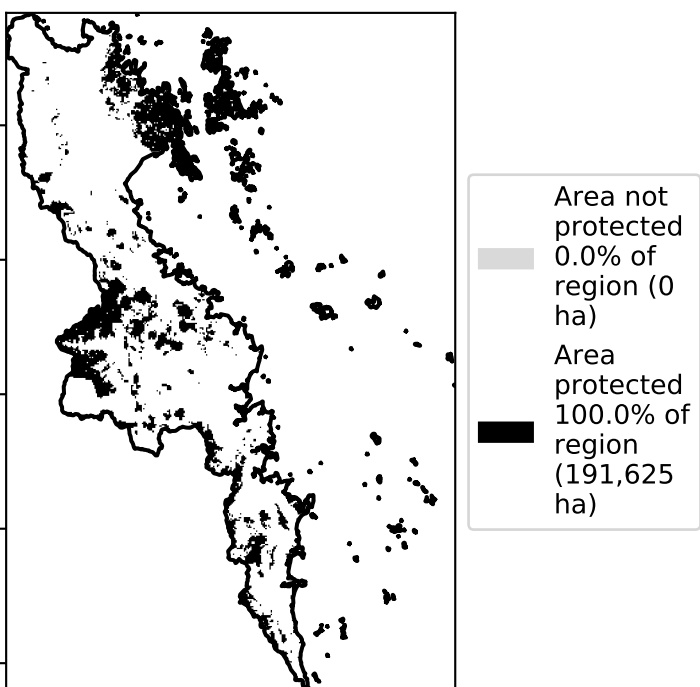 Area not
protected
0.0% of
region (0
ha)
Area
protected
100.0% of
region
(191,625
ha)